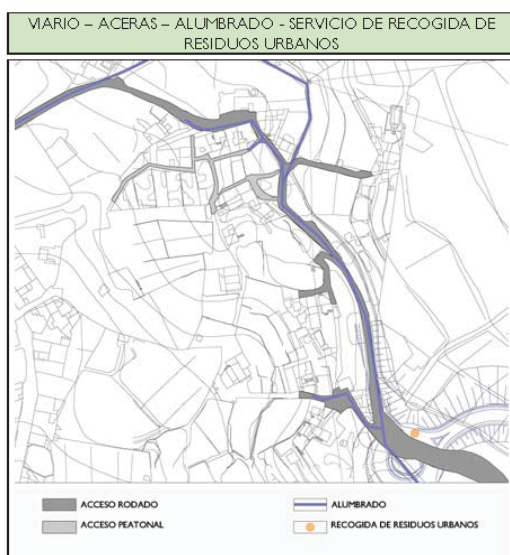 VIARIO – ACERAS – ALUMBRADO - SERVICIO DE RECOGIDA DE
RESIDUOS URBANOS
ACCESO RODADO
ALUMBRADO
ACCESO PEATONAL
RECOGIDA DE RESIDUOS URBANOS